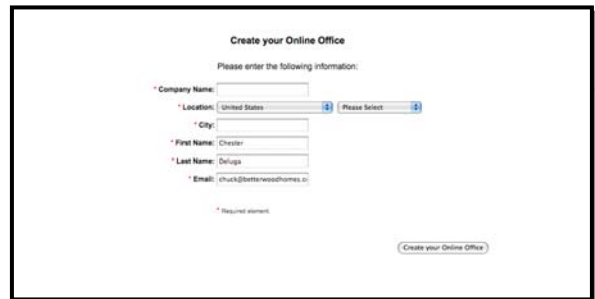 Create your Online Office
Please enter the following information:
* Company Name:
* Location: United States Please Select
* City:
* First Name: Chester
* Last Name: Deluga
* Email: chuck@betterwoodhomes.c
* Required element
Create your Online Office